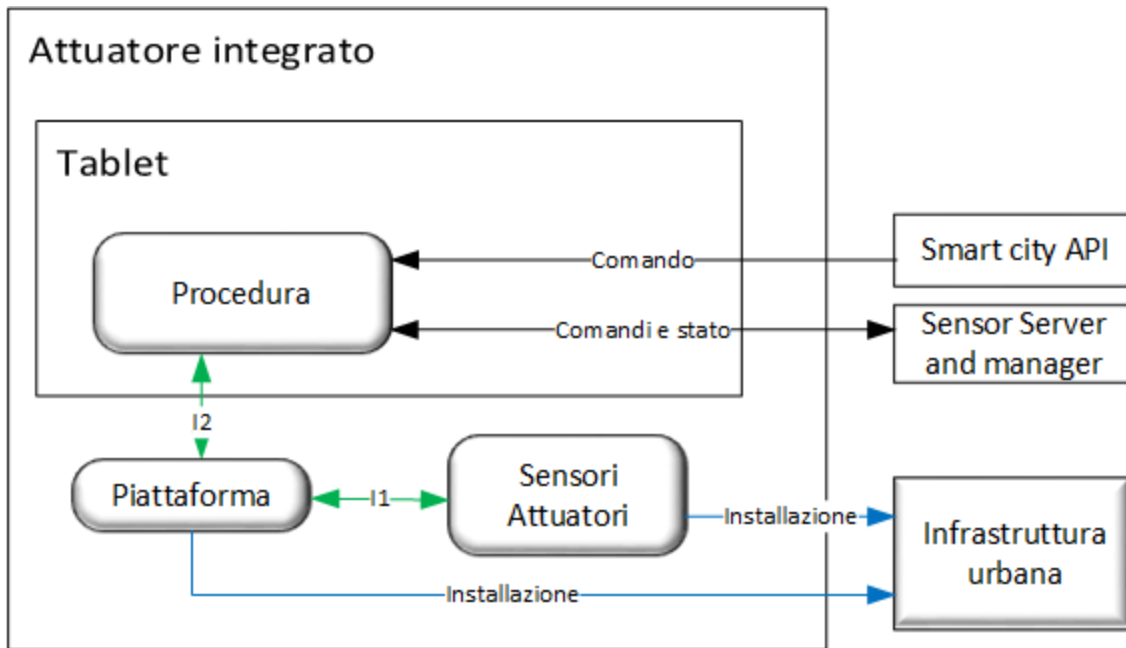 Attuatore integrato
Tablet
Procedura
Comando
Smart city API
Comandi e stato
Sensor Server
and manager
I2
Piattaforma
I1
Sensori
Attuatori
Installazione
Infrastruttura
urbana
Installazione